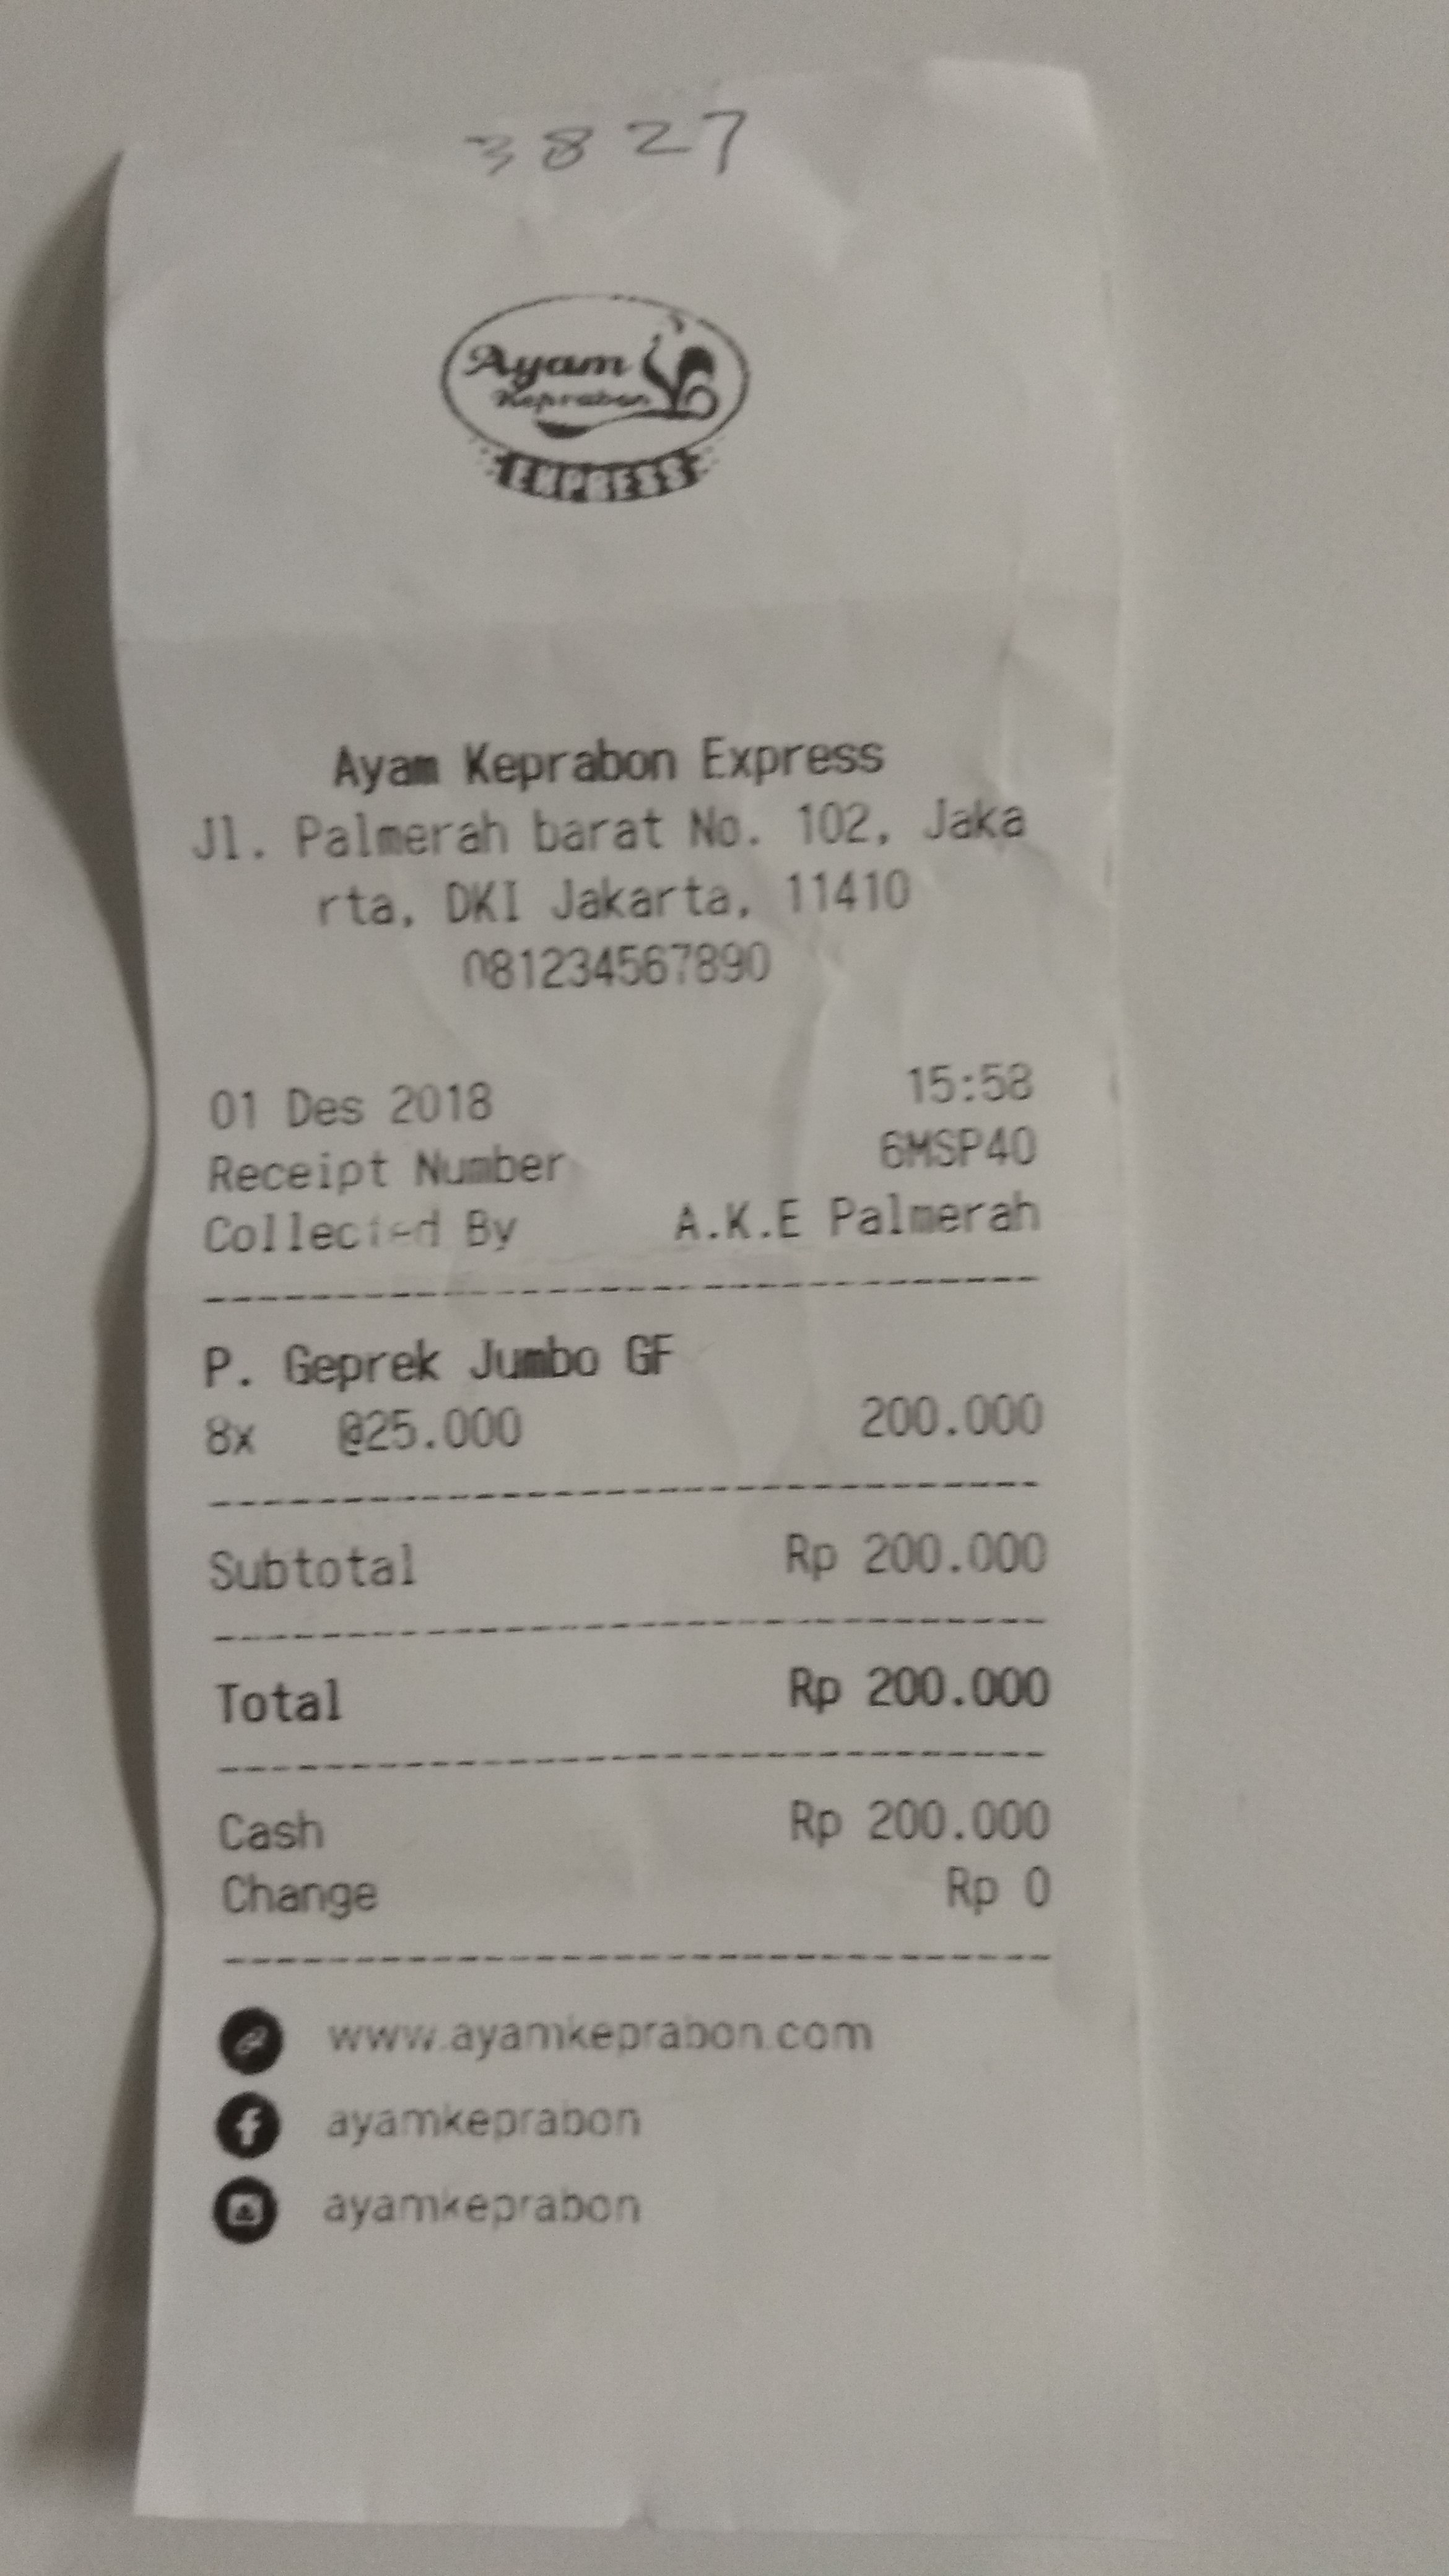 3827
Ayam
Keprabon
EXPRESS
Ayam Keprabon Express
Jl. Palmerah barat No. 102, Jaka
rta, DKI Jakarta, 11410
081234567890
01 Des 2018 15:58
Receipt Number 6MSP40
Collected By A.K.E Palmerah
P. Geprek Jumbo GF
8x @25.000 200.000
Subtotal Rp 200.000
Total Rp 200.000
Cash Rp 200.000
Change Rp 0
www.ayamkeprabon.com
ayamkeprabon
ayamkeprabon